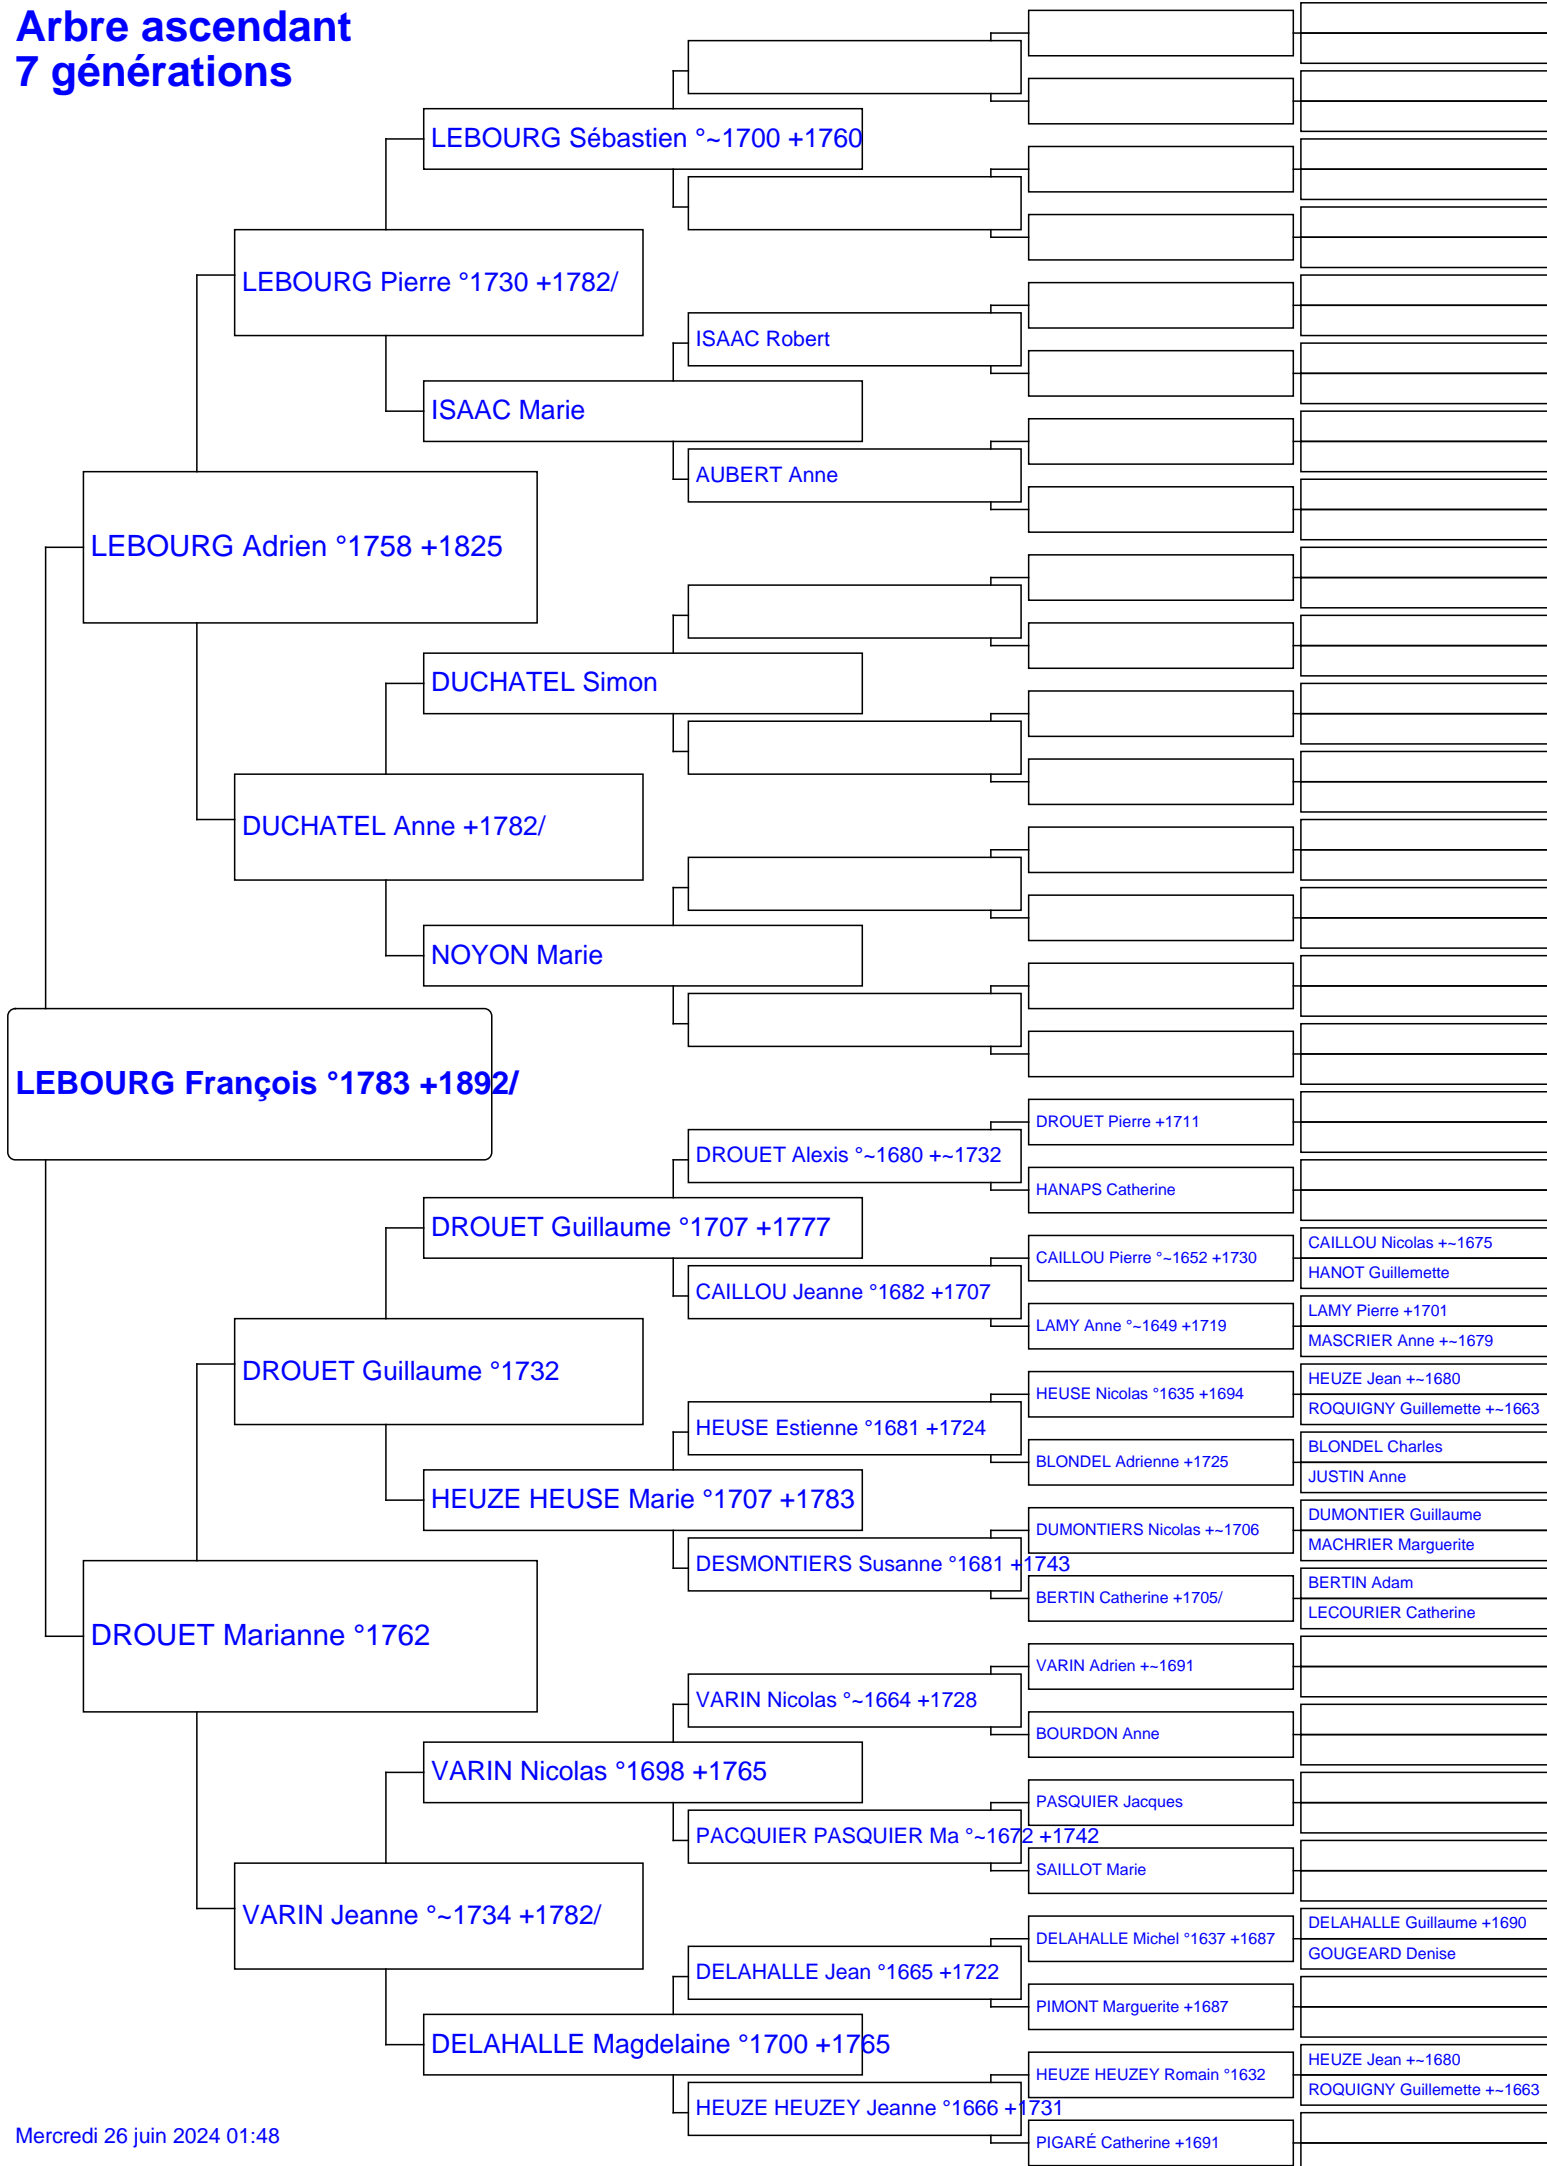 Arbre ascendant
7 générations
LEBOURG Sébastien °~1700 +1760
LEBOURG Pierre °1730 +1782/
ISAAC Robert
ISAAC Marie
AUBERT Anne
LEBOURG Adrien °1758 +1825
DUCHATEL Simon
DUCHATEL Anne +1782/
NOYON Marie
LEBOURG François °1783 +1892/
DROUET Pierre +1711
DROUET Alexis °~1680 +~1732
HANAPS Catherine
DROUET Guillaume °1707 +1777
CAILLOU Nicolas +~1675
CAILLOU Pierre °~1652 +1730
HANOT Guillemette
CAILLOU Jeanne °1682 +1707
LAMY Pierre +1701
LAMY Anne °~1649 +1719
MASCRIER Anne +~1679
DROUET Guillaume °1732
HEUZE Jean +~1680
HEUSE Nicolas °1635 +1694
ROQUIGNY Guillemette +~1663
HEUSE Estienne °1681 +1724
BLONDEL Charles
BLONDEL Adrienne +1725
JUSTIN Anne
HEUZE HEUSE Marie °1707 +1783
DUMONTIER Guillaume
DUMONTIERS Nicolas +~1706
MACHRIER Marguerite
DESMONTIERS Susanne °1681 +1743
BERTIN Adam
BERTIN Catherine +1705/
LECOURIER Catherine
DROUET Marianne °1762
VARIN Adrien +~1691
VARIN Nicolas °~1664 +1728
BOURDON Anne
VARIN Nicolas °1698 +1765
PASQUIER Jacques
PACQUIER PASQUIER Ma °~1672 +1742
SAILLOT Marie
VARIN Jeanne °~1734 +1782/
DELAHALLE Guillaume +1690
DELAHALLE Michel °1637 +1687
GOUGEARD Denise
DELAHALLE Jean °1665 +1722
PIMONT Marguerite +1687
DELAHALLE Magdelaine °1700 +1765
HEUZE Jean +~1680
HEUZE HEUZEY Romain °1632
ROQUIGNY Guillemette +~1663
HEUZE HEUZEY Jeanne °1666 +1731
PIGARÉ Catherine +1691
Mercredi 26 juin 2024 01:48